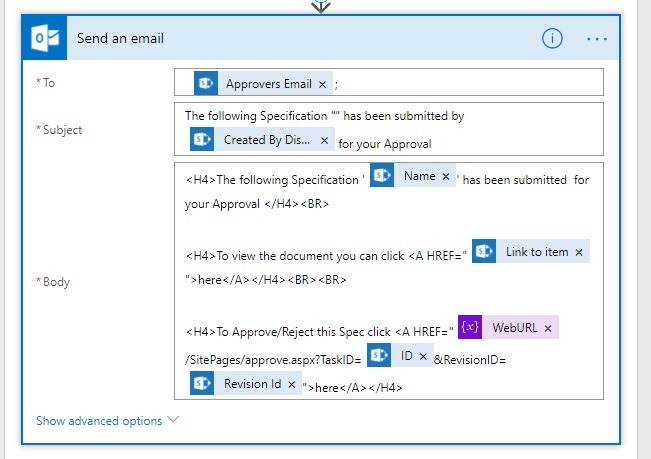 Send an email
* To
Approvers Email × ;
* Subject
The following Specification "" has been submitted by
Created By Dis... × for your Approval
* Body
<H4>The following Specification ' Name × ' has been submitted for
your Approval </H4><BR>
<H4>To view the document you can click <A HREF=" Link to item ×
">here</A></H4><BR><BR>
<H4>To Approve/Reject this Spec click <A HREF=" {x} WebURL ×
/SitePages/approve.aspx?TaskID= ID × &RevisionID=
Revision Id × ">here</A></H4>
Show advanced options